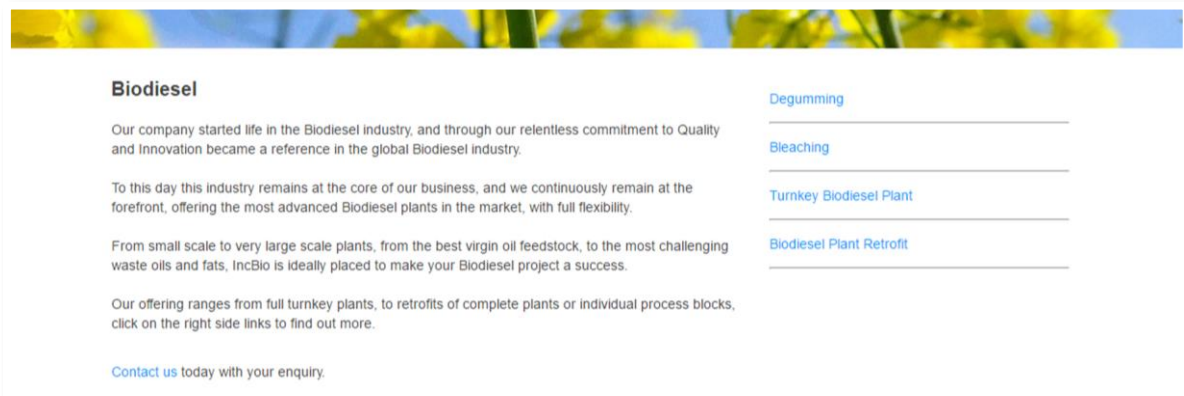 Biodiesel
Our company started life in the Biodiesel industry, and through our relentless commitment to Quality
and Innovation became a reference in the global Biodiesel industry.
To this day this industry remains at the core of our business, and we continuously remain at the
forefront, offering the most advanced Biodiesel plants in the market, with full flexibility.
From small scale to very large scale plants, from the best virgin oil feedstock, to the most challenging
waste oils and fats, IncBio is ideally placed to make your Biodiesel project a success.
Our offering ranges from full turnkey plants, to retrofits of complete plants or individual process blocks,
click on the right side links to find out more.
Contact us today with your enquiry.
Degumming
Bleaching
Turnkey Biodiesel Plant
Biodiesel Plant Retrofit